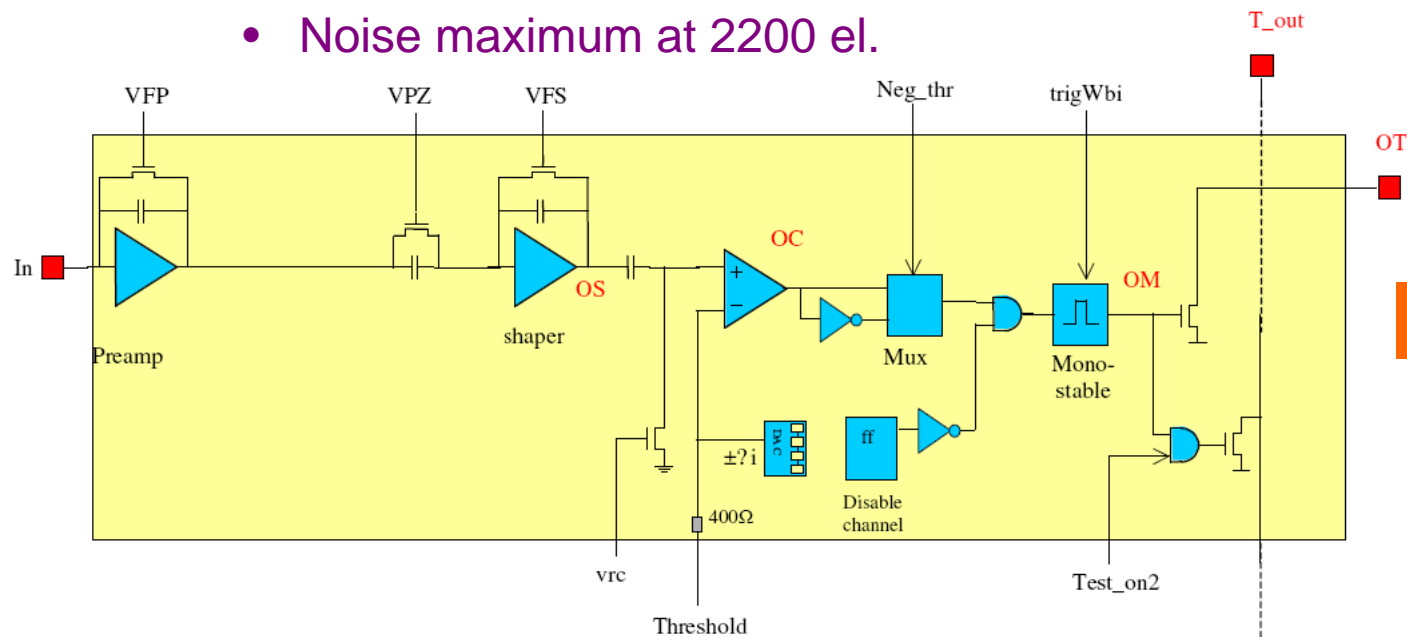 • Noise maximum at 2200 el.
T_out
VFP
VPZ
VFS
Neg_thr
trigWbi
OT
In
Preamp
OS
shaper
OC
+
−
Mux
OM
Mono-
stable
DAC
±?i
ff
Disable
channel
400Ω
vrc
Threshold
Test_on2